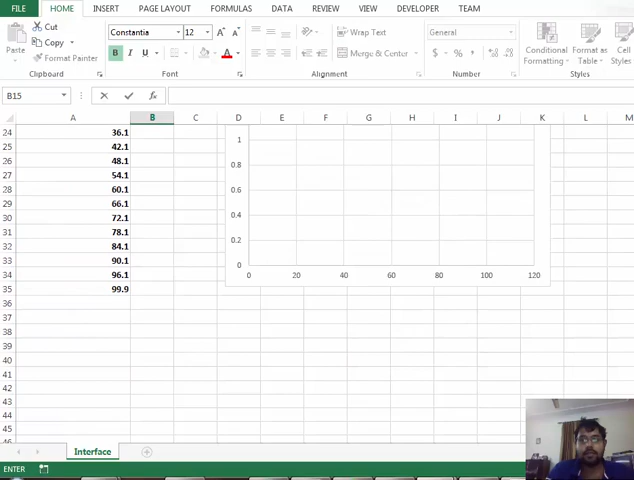 FILE HOME INSERT PAGE LAYOUT FORMULAS DATA REVIEW VIEW DEVELOPER TEAM
Cut Constantia 12 A A Wrap Text General
Paste Copy Conditional Format as Cell
Format Painter B I U A Merge & Center $ % , Formatting Table Styles
Clipboard Font Alignment Number Styles
B15 fx
A B C D E F G H I J K L M
24 36.1 1
25 42.1
26 48.1 0.8
27 54.1
28 60.1 0.6
29 66.1
30 72.1 0.4
31 78.1
32 84.1 0.2
33 90.1 0
34 96.1 0 20 40 60 80 100 120
35 99.9
36
37
38
39
40
41
42
43
44
45
46
Interface
ENTER